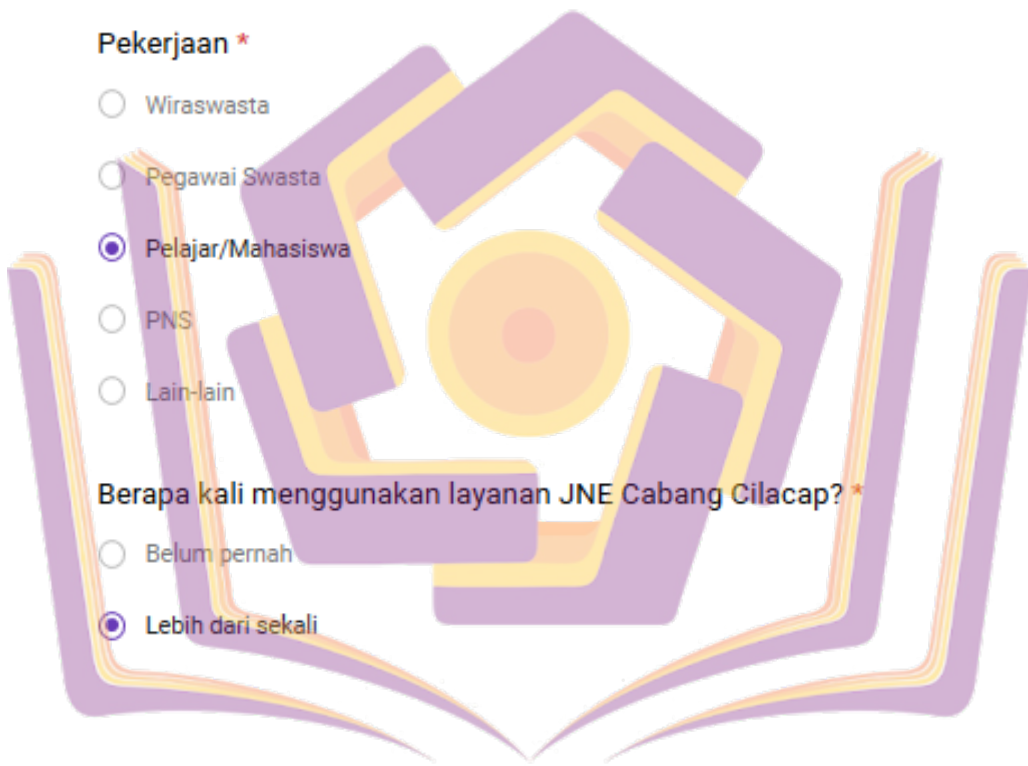 Pekerjaan *
Wiraswasta
Pegawai Swasta
Pelajar/Mahasiswa
PNS
Lain-lain
Berapa kali menggunakan layanan JNE Cabang Cilacap? *
Belum pernah
Lebih dari sekali